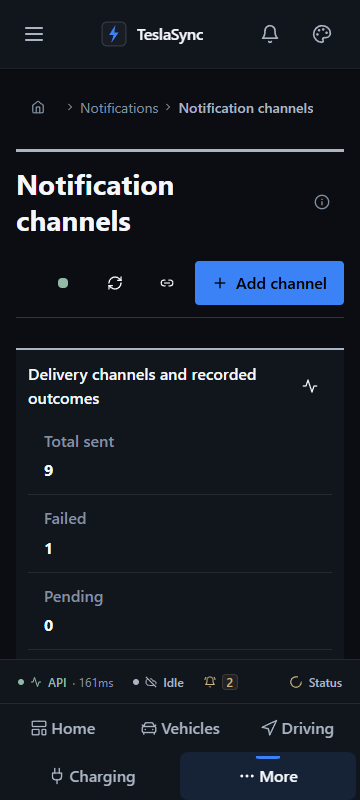 TeslaSync
Notifications Notification channels
Notification
channels
Add channel
Delivery channels and recorded
outcomes
Total sent
9
Failed
1
Pending
0
API · 161ms Idle 2 Status
Home Vehicles Driving
Charging More